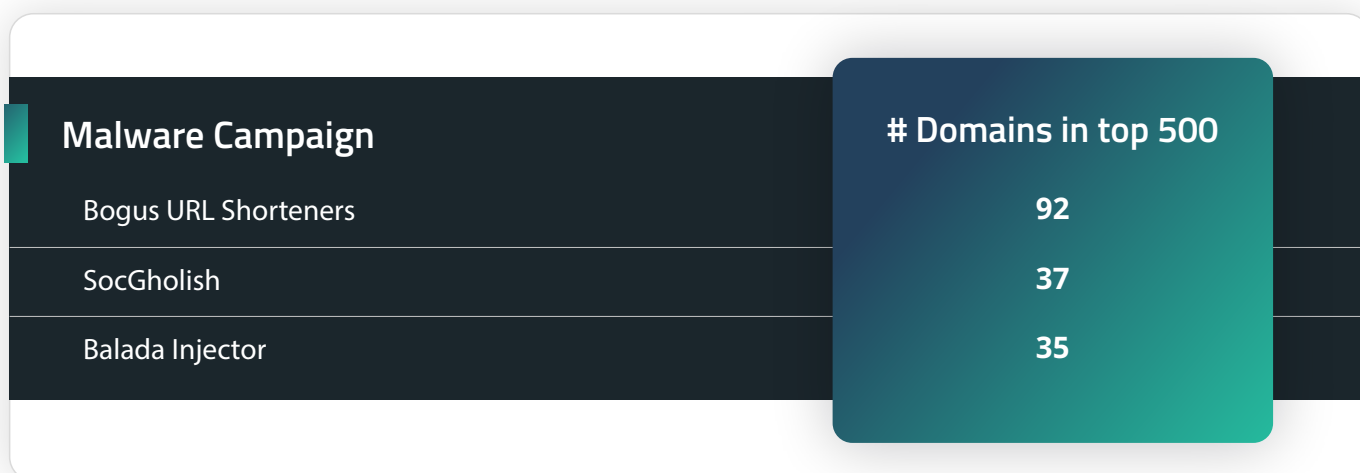 Malware Campaign # Domains in top 500
Bogus URL Shorteners 92
SocGholish 37
Balada Injector 35